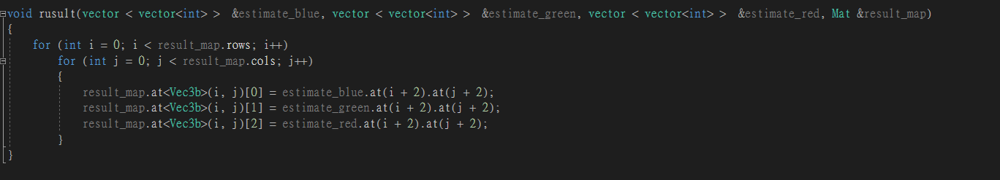 void rusult(vector < vector<int> >  &estimate_blue, vector < vector<int> >  &estimate_green, vector < vector<int> >  &estimate_red, Mat &result_map)
{
    for (int i = 0; i < result_map.rows; i++)
        for (int j = 0; j < result_map.cols; j++)
        {
            result_map.at<Vec3b>(i, j)[0] = estimate_blue.at(i + 2).at(j + 2);
            result_map.at<Vec3b>(i, j)[1] = estimate_green.at(i + 2).at(j + 2);
            result_map.at<Vec3b>(i, j)[2] = estimate_red.at(i + 2).at(j + 2);
        }
}